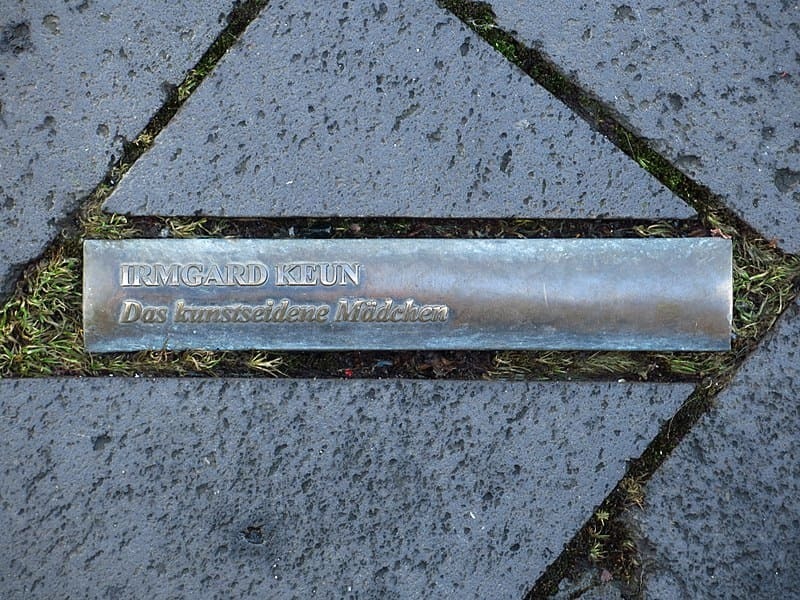 IRMGARD KEUN
Das kunstseidene Mädchen